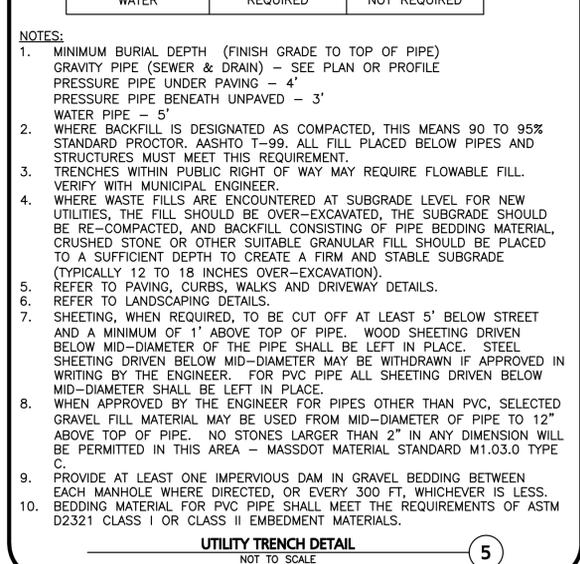 WATER REQUIRED NOT REQUIRED
NOTES:
1. MINIMUM BURIAL DEPTH (FINISH GRADE TO TOP OF PIPE)
GRAVITY PIPE (SEWER & DRAIN) – SEE PLAN OR PROFILE
PRESSURE PIPE UNDER PAVING – 4'
PRESSURE PIPE BENEATH UNPAVED – 3'
WATER PIPE – 5'
2. WHERE BACKFILL IS DESIGNATED AS COMPACTED, THIS MEANS 90 TO 95%
STANDARD PROCTOR. AASHTO T–99. ALL FILL PLACED BELOW PIPES AND
STRUCTURES MUST MEET THIS REQUIREMENT.
3. TRENCHES WITHIN PUBLIC RIGHT OF WAY MAY REQUIRE FLOWABLE FILL.
VERIFY WITH MUNICIPAL ENGINEER.
4. WHERE WASTE FILLS ARE ENCOUNTERED AT SUBGRADE LEVEL FOR NEW
UTILITIES, THE FILL SHOULD BE OVER–EXCAVATED, THE SUBGRADE SHOULD
BE RE–COMPACTED, AND BACKFILL CONSISTING OF PIPE BEDDING MATERIAL,
CRUSHED STONE OR OTHER SUITABLE GRANULAR FILL SHOULD BE PLACED
TO A SUFFICIENT DEPTH TO CREATE A FIRM AND STABLE SUBGRADE
(TYPICALLY 12 TO 18 INCHES OVER–EXCAVATION).
5. REFER TO PAVING, CURBS, WALKS AND DRIVEWAY DETAILS.
6. REFER TO LANDSCAPING DETAILS.
7. SHEETING, WHEN REQUIRED, TO BE CUT OFF AT LEAST 5' BELOW STREET
AND A MINIMUM OF 1' ABOVE TOP OF PIPE. WOOD SHEETING DRIVEN
BELOW MID–DIAMETER OF THE PIPE SHALL BE LEFT IN PLACE. STEEL
SHEETING DRIVEN BELOW MID–DIAMETER MAY BE WITHDRAWN IF APPROVED IN
WRITING BY THE ENGINEER. FOR PVC PIPE ALL SHEETING DRIVEN BELOW
MID–DIAMETER SHALL BE LEFT IN PLACE.
8. WHEN APPROVED BY THE ENGINEER FOR PIPES OTHER THAN PVC, SELECTED
GRAVEL FILL MATERIAL MAY BE USED FROM MID–DIAMETER OF PIPE TO 12"
ABOVE TOP OF PIPE. NO STONES LARGER THAN 2" IN ANY DIMENSION WILL
BE PERMITTED IN THIS AREA – MASSDOT MATERIAL STANDARD M1.03.0 TYPE
C.
9. PROVIDE AT LEAST ONE IMPERVIOUS DAM IN GRAVEL BEDDING BETWEEN
EACH MANHOLE WHERE DIRECTED, OR EVERY 300 FT, WHICHEVER IS LESS.
10. BEDDING MATERIAL FOR PVC PIPE SHALL MEET THE REQUIREMENTS OF ASTM
D2321 CLASS I OR CLASS II EMBEDMENT MATERIALS.
UTILITY TRENCH DETAIL
NOT TO SCALE
5